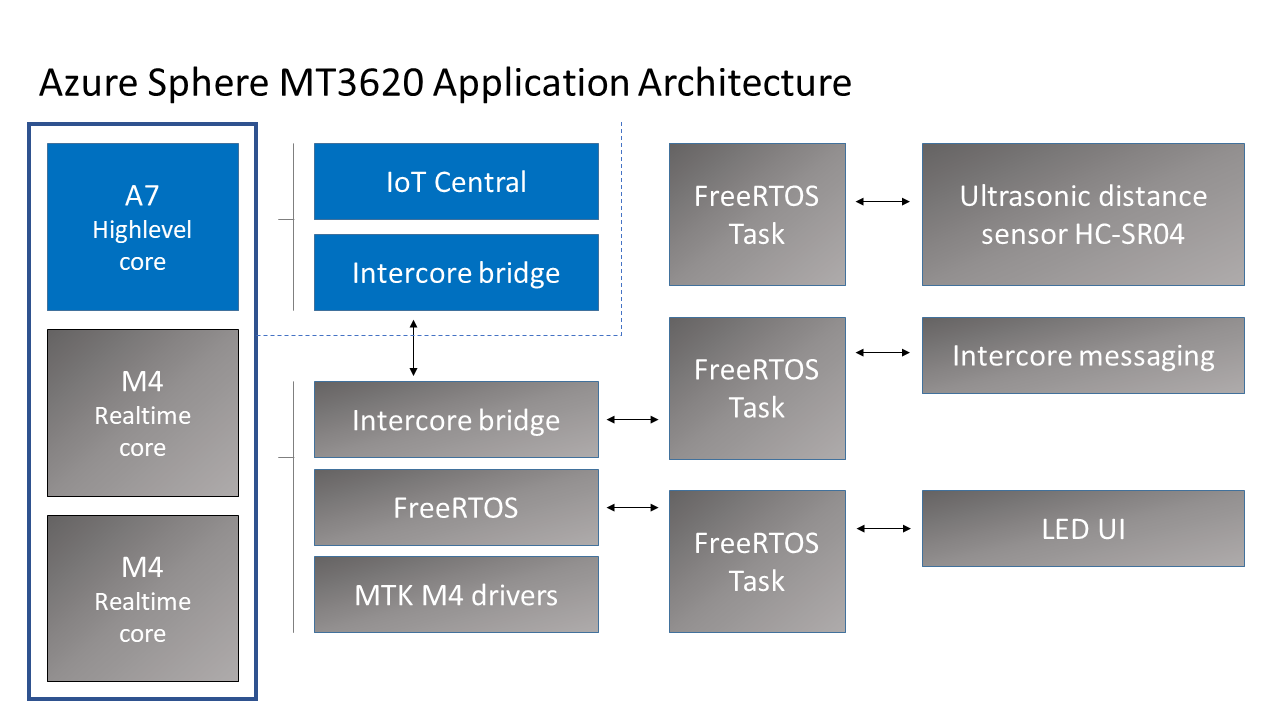 Azure Sphere MT3620 Application Architecture
A7
Highlevel
core
M4
Realtime
core
M4
Realtime
core
IoT Central
Intercore bridge
Intercore bridge
FreeRTOS
MTK M4 drivers
FreeRTOS
Task
FreeRTOS
Task
FreeRTOS
Task
Ultrasonic distance
sensor HC-SR04
Intercore messaging
LED UI